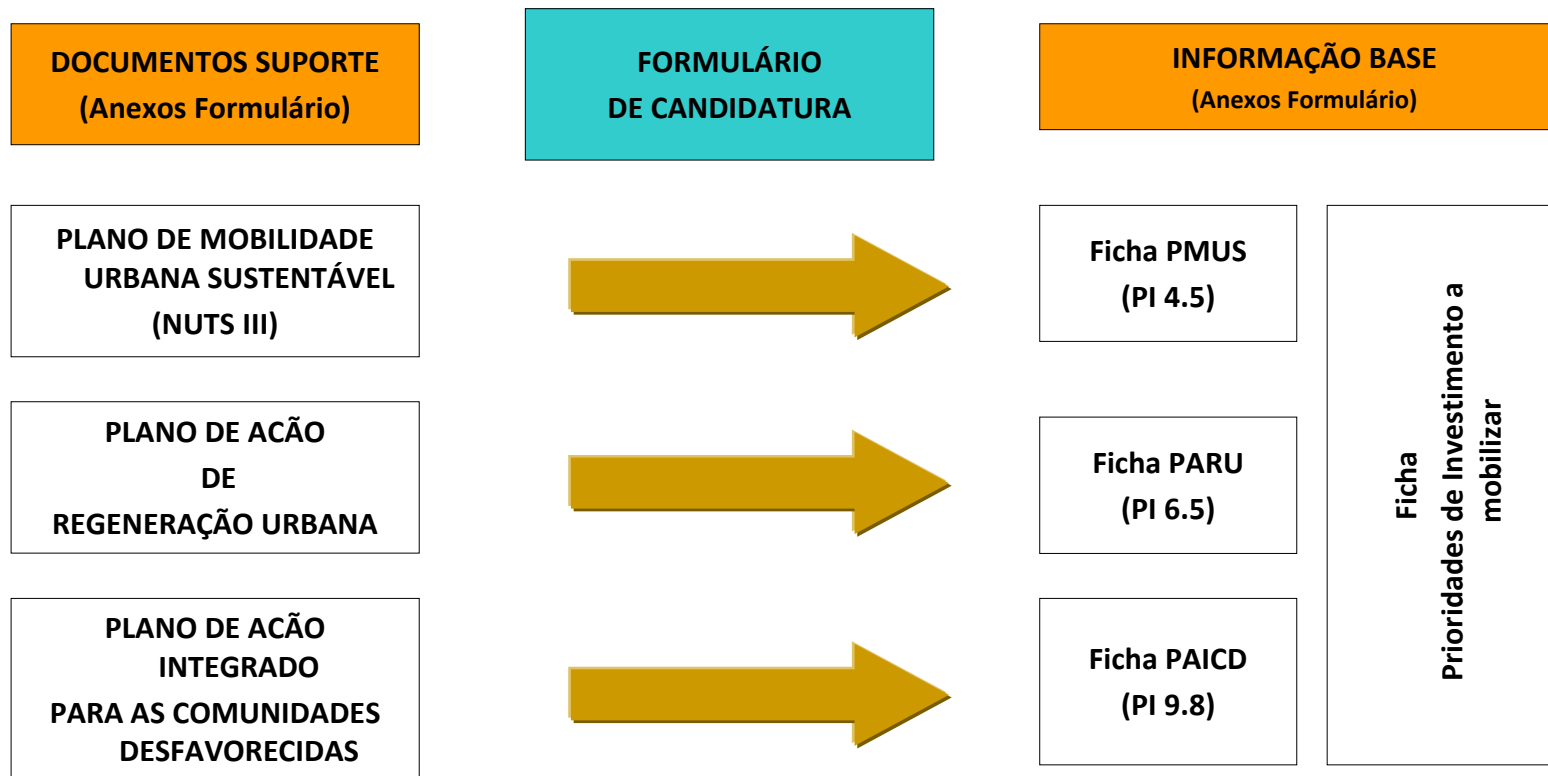 DOCUMENTOS SUPORTE
(Anexos Formulário)
FORMULÁRIO
DE CANDIDATURA
INFORMAÇÃO BASE
(Anexos Formulário)
PLANO DE MOBILIDADE
URBANA SUSTENTÁVEL
(NUTS III)
Ficha PMUS
(PI 4.5)
PLANO DE ACÃO
DE
REGENERAÇÃO URBANA
Ficha PARU
(PI 6.5)
PLANO DE ACÃO
INTEGRADO
PARA AS COMUNIDADES
DESFAVORECIDAS
Ficha PAICD
(PI 9.8)
Ficha
Prioridades de Investimento a
mobilizar